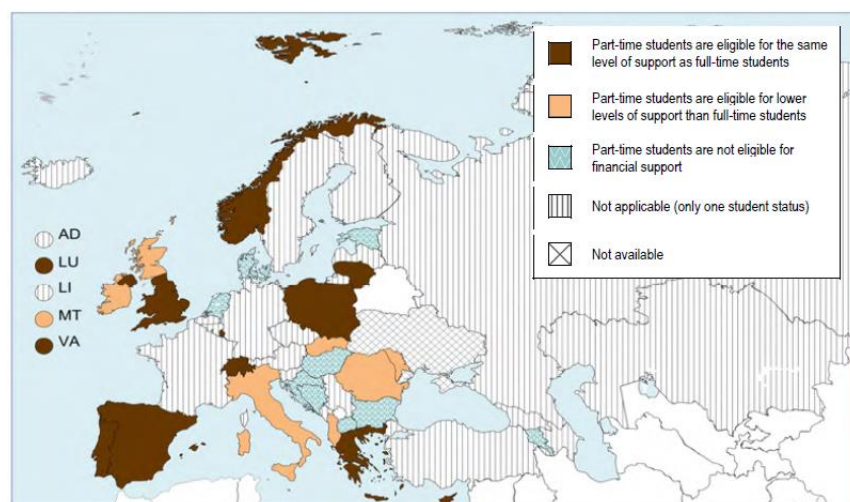 Part-time students are eligible for the same
level of support as full-time students
Part-time students are eligible for lower
levels of support than full-time students
Part-time students are not eligible for
financial support
Not applicable (only one student status)
Not available
AD
LU
LI
MT
VA